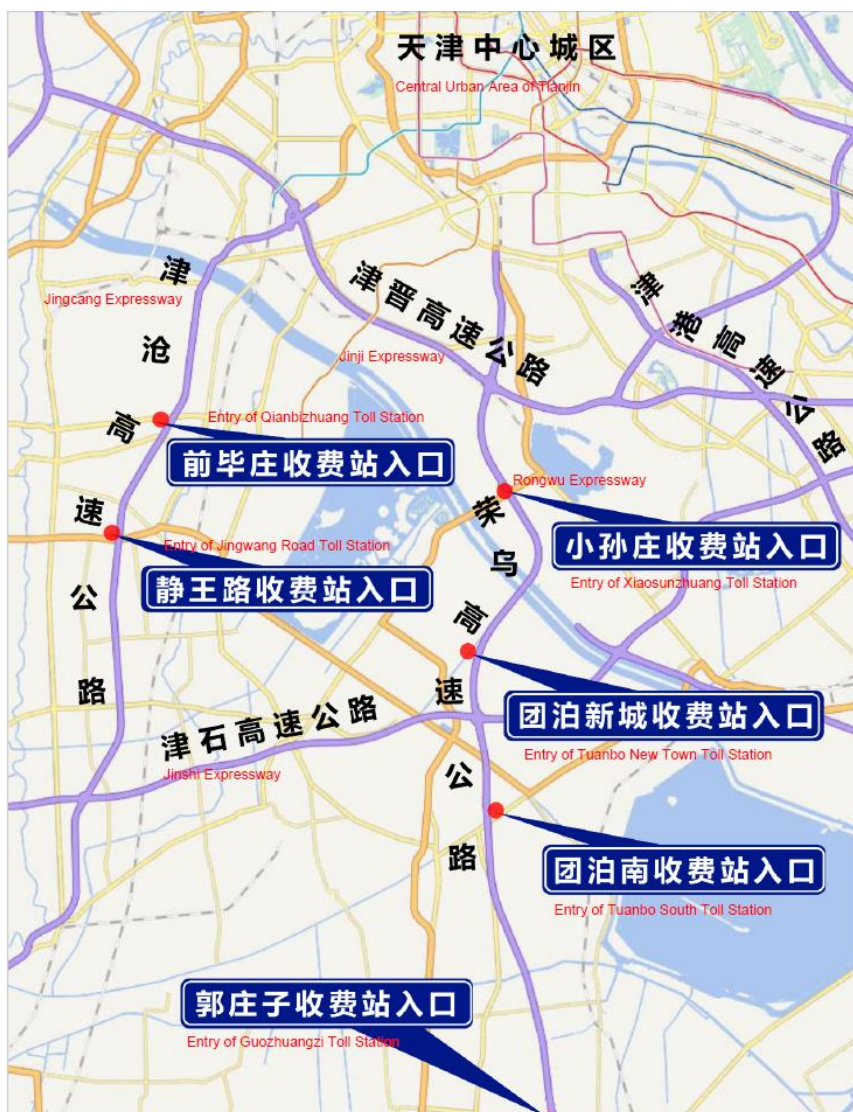 天津中心城区
Central Urban Area of Tianjin
津沧高速公路
Jingcang Expressway
津晋高速公路
Jinji Expressway
津港高速公路
Entry of Qianbizhuang Toll Station
前毕庄收费站入口
Rongwu Expressway
荣乌高速公路
小孙庄收费站入口
Entry of Xiaosunzhuang Toll Station
Entry of Jingwang Road Toll Station
静王路收费站入口
团泊新城收费站入口
Entry of Tuanbo New Town Toll Station
津石高速公路
Jinshi Expressway
团泊南收费站入口
Entry of Tuanbo South Toll Station
郭庄子收费站入口
Entry of Guozhuangzi Toll Station